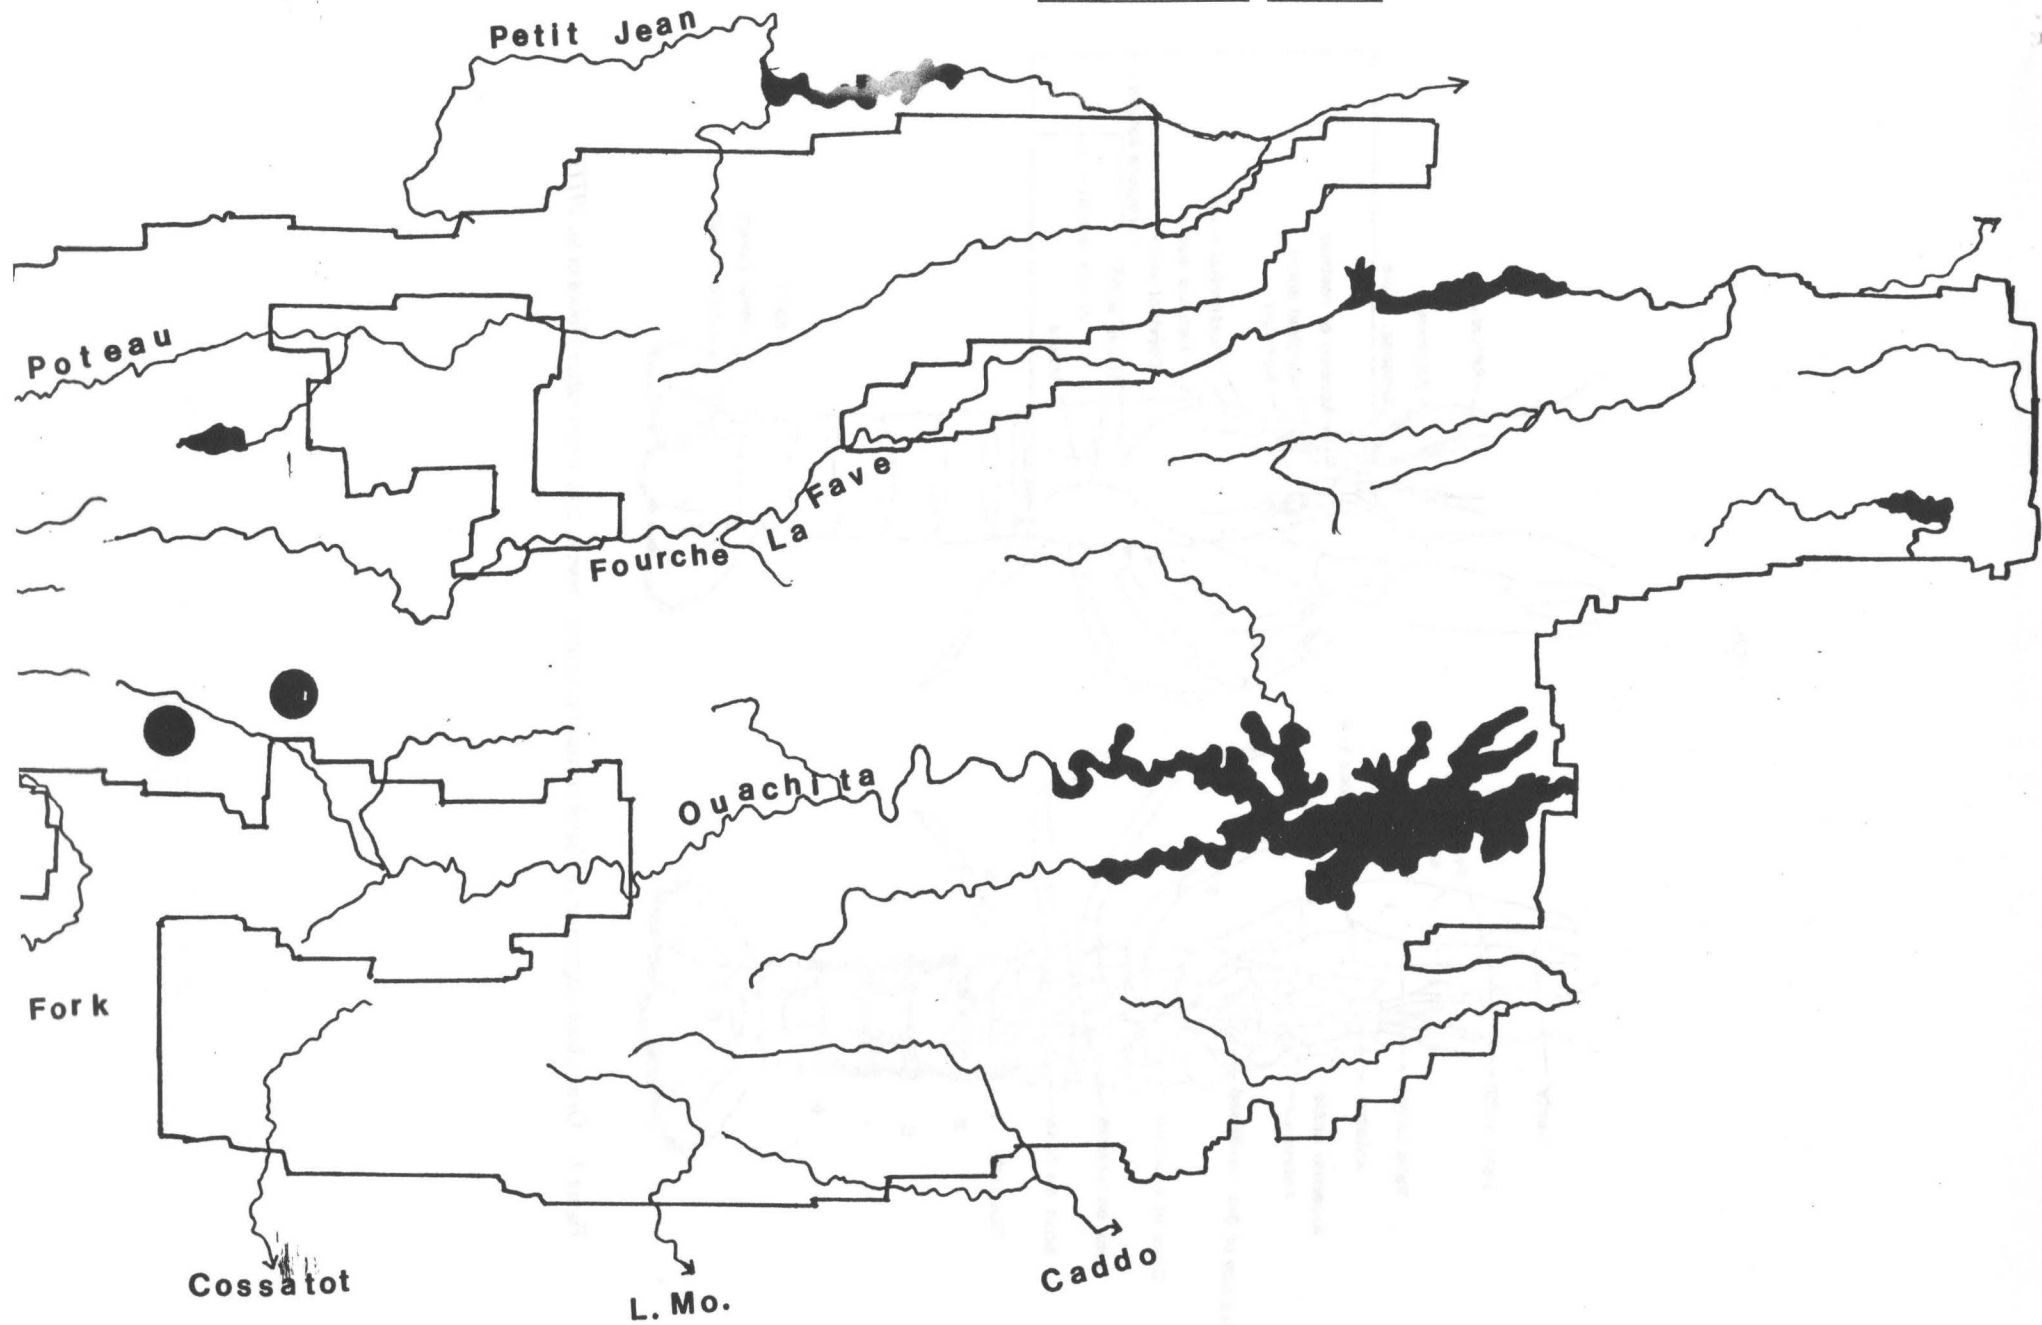 Petit Jean
Poteau
Fourche La Fave
Ouachita
Fork
Cossatot
L. Mo.
Caddo